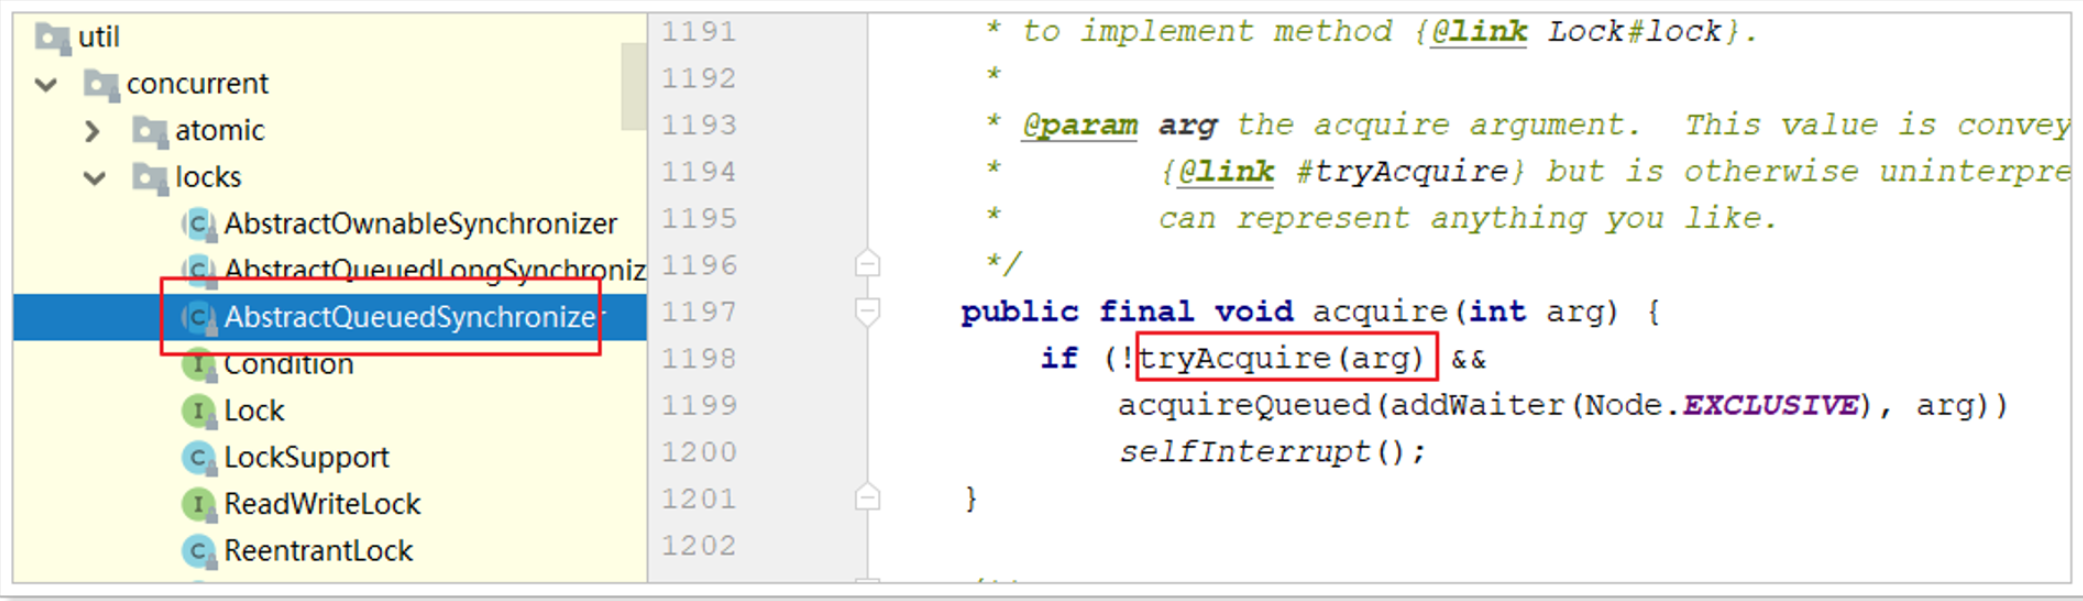 util
concurrent
atomic
locks
AbstractOwnableSynchronizer
AbstractQueuedLongSynchroniz
AbstractQueuedSynchronizer
Condition
Lock
LockSupport
ReadWriteLock
ReentrantLock
1191 * to implement method {@link Lock#lock}.
1192 *
1193 * @param arg the acquire argument. This value is convey
1194 * {@link #tryAcquire} but is otherwise uninterpre
1195 * can represent anything you like.
1196 */
1197 public final void acquire(int arg) {
1198 if (!tryAcquire(arg) &&
1199 acquireQueued(addWaiter(Node.EXCLUSIVE), arg))
1200 selfInterrupt();
1201 }
1202